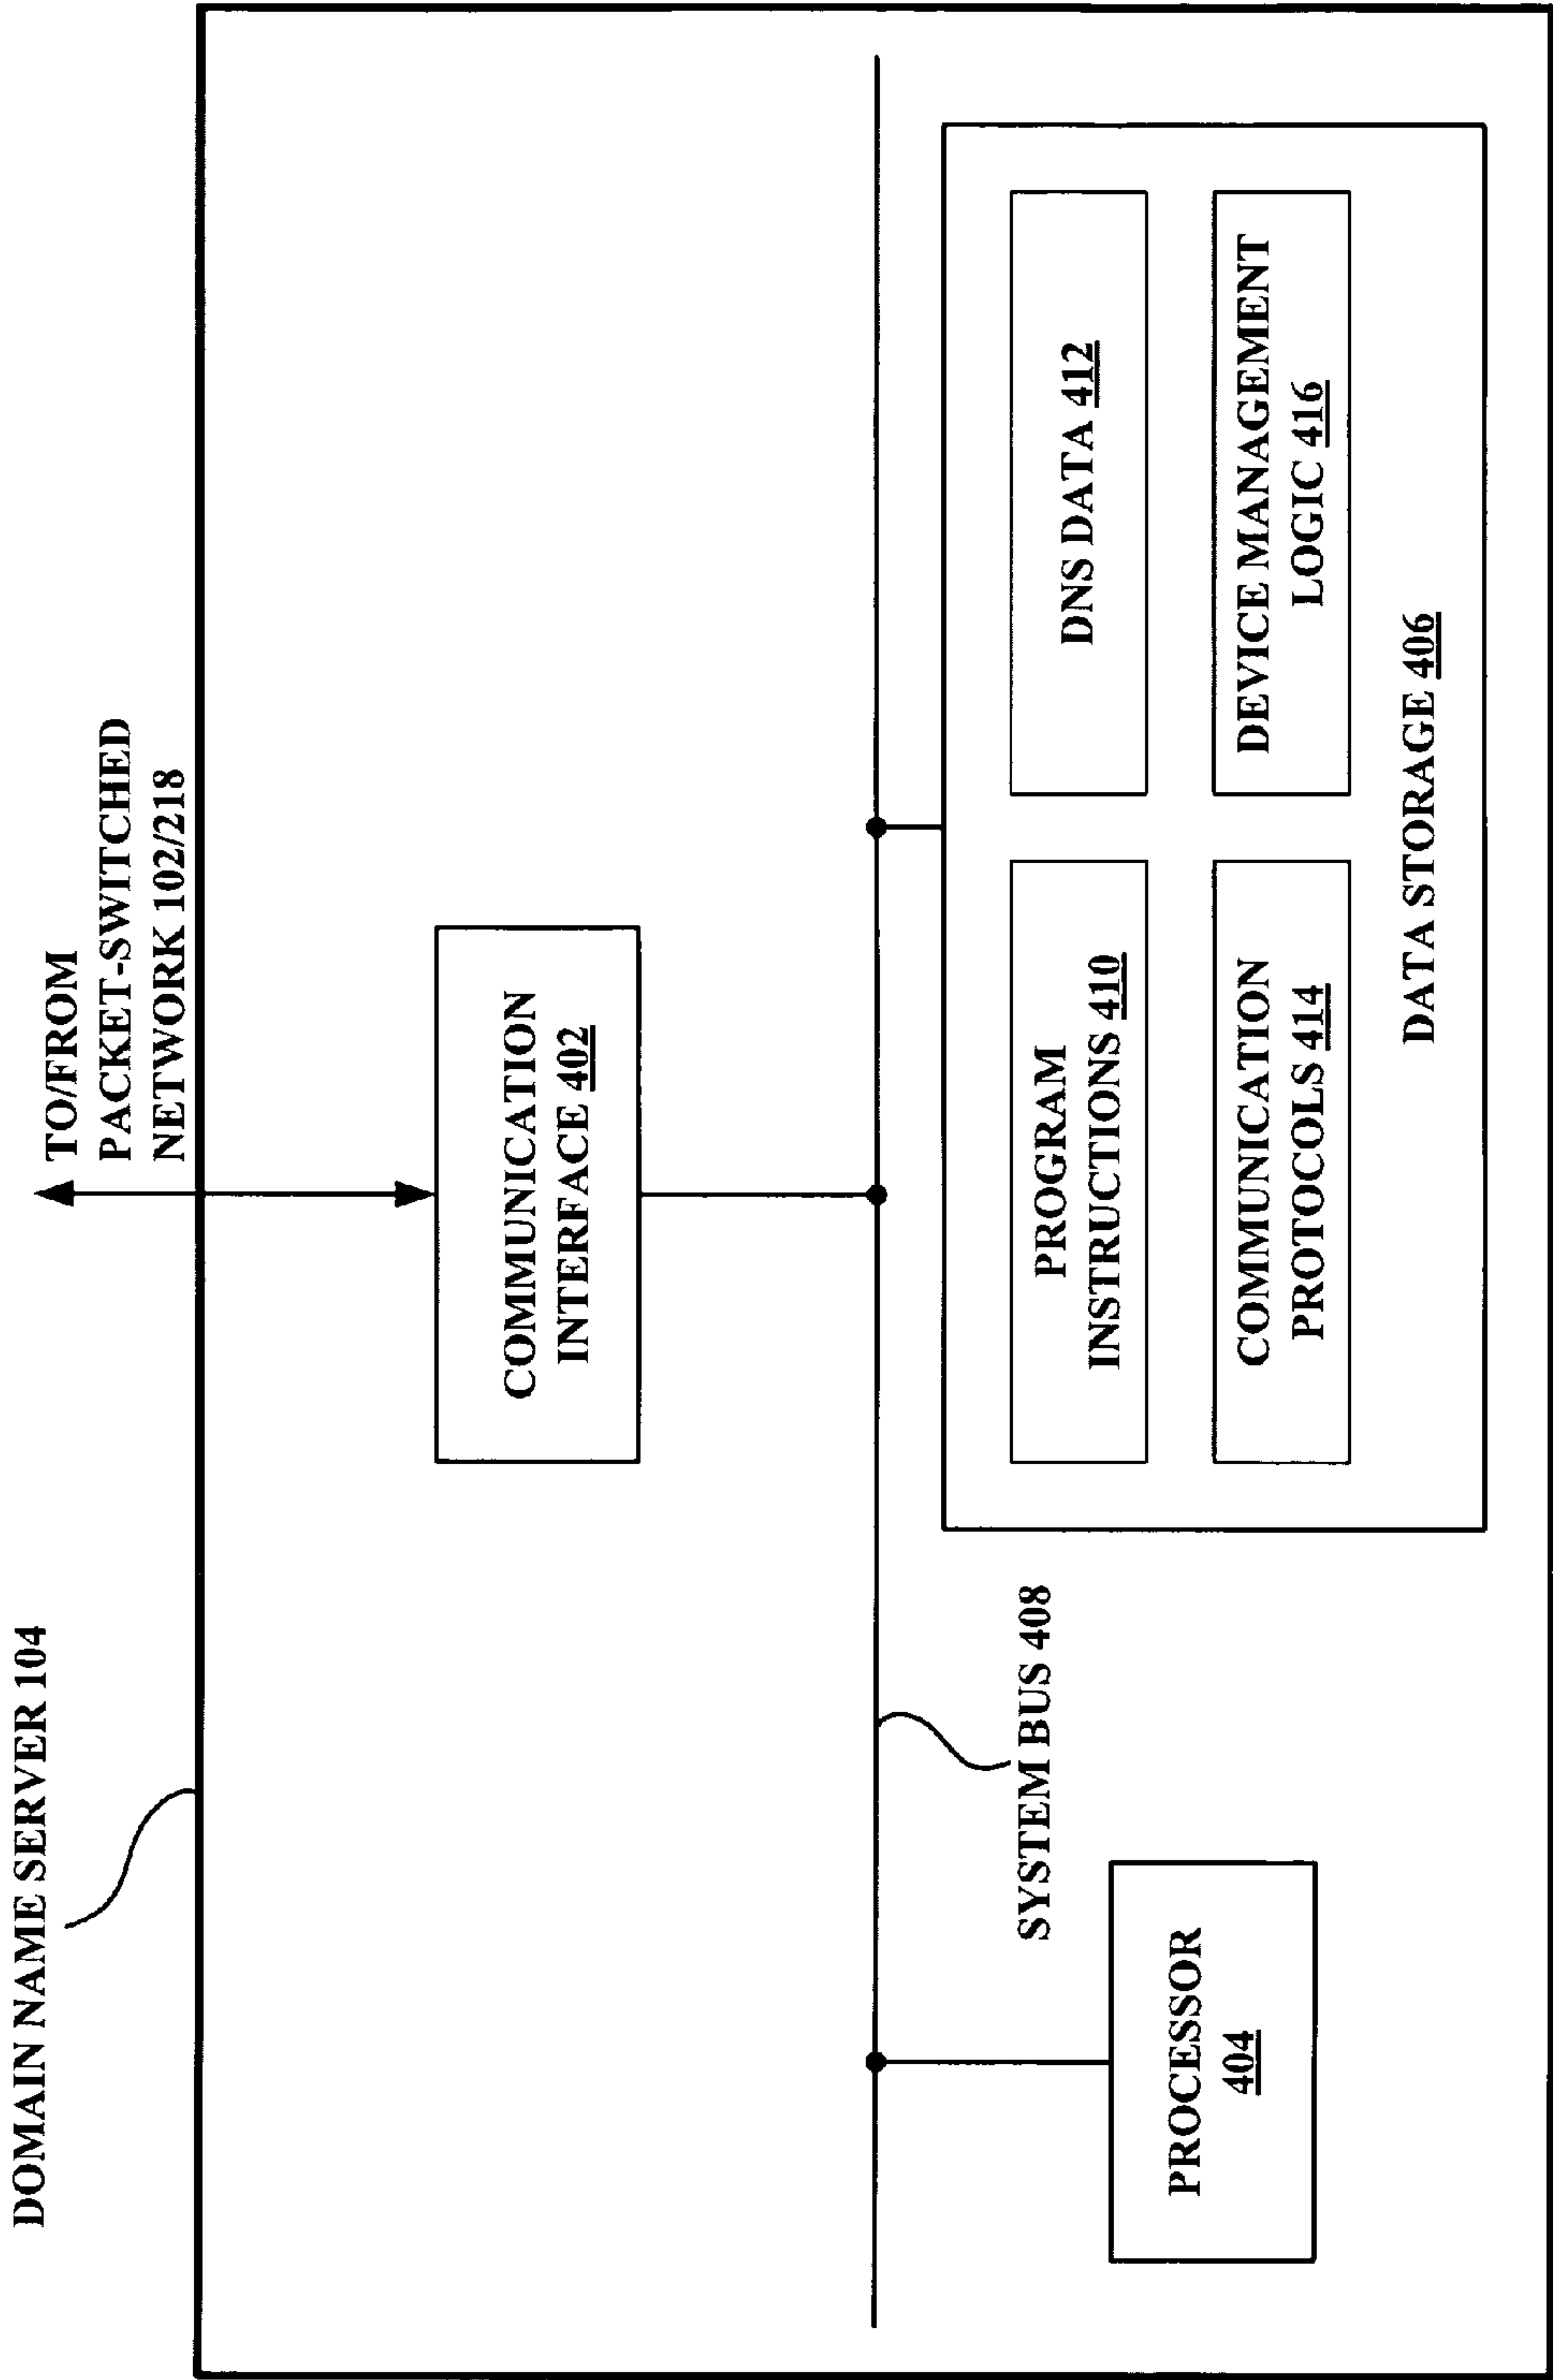 DOMAIN NAME SERVER 104
TO/FROM
PACKET-SWITCHED
NETWORK 102/218
COMMUNICATION
INTERFACE 402
SYSTEM BUS 408
PROCESSOR
404
PROGRAM
INSTRUCTIONS 410
DNS DATA 412
COMMUNICATION
PROTOCOLS 414
DEVICE MANAGEMENT
LOGIC 416
DATA STORAGE 406